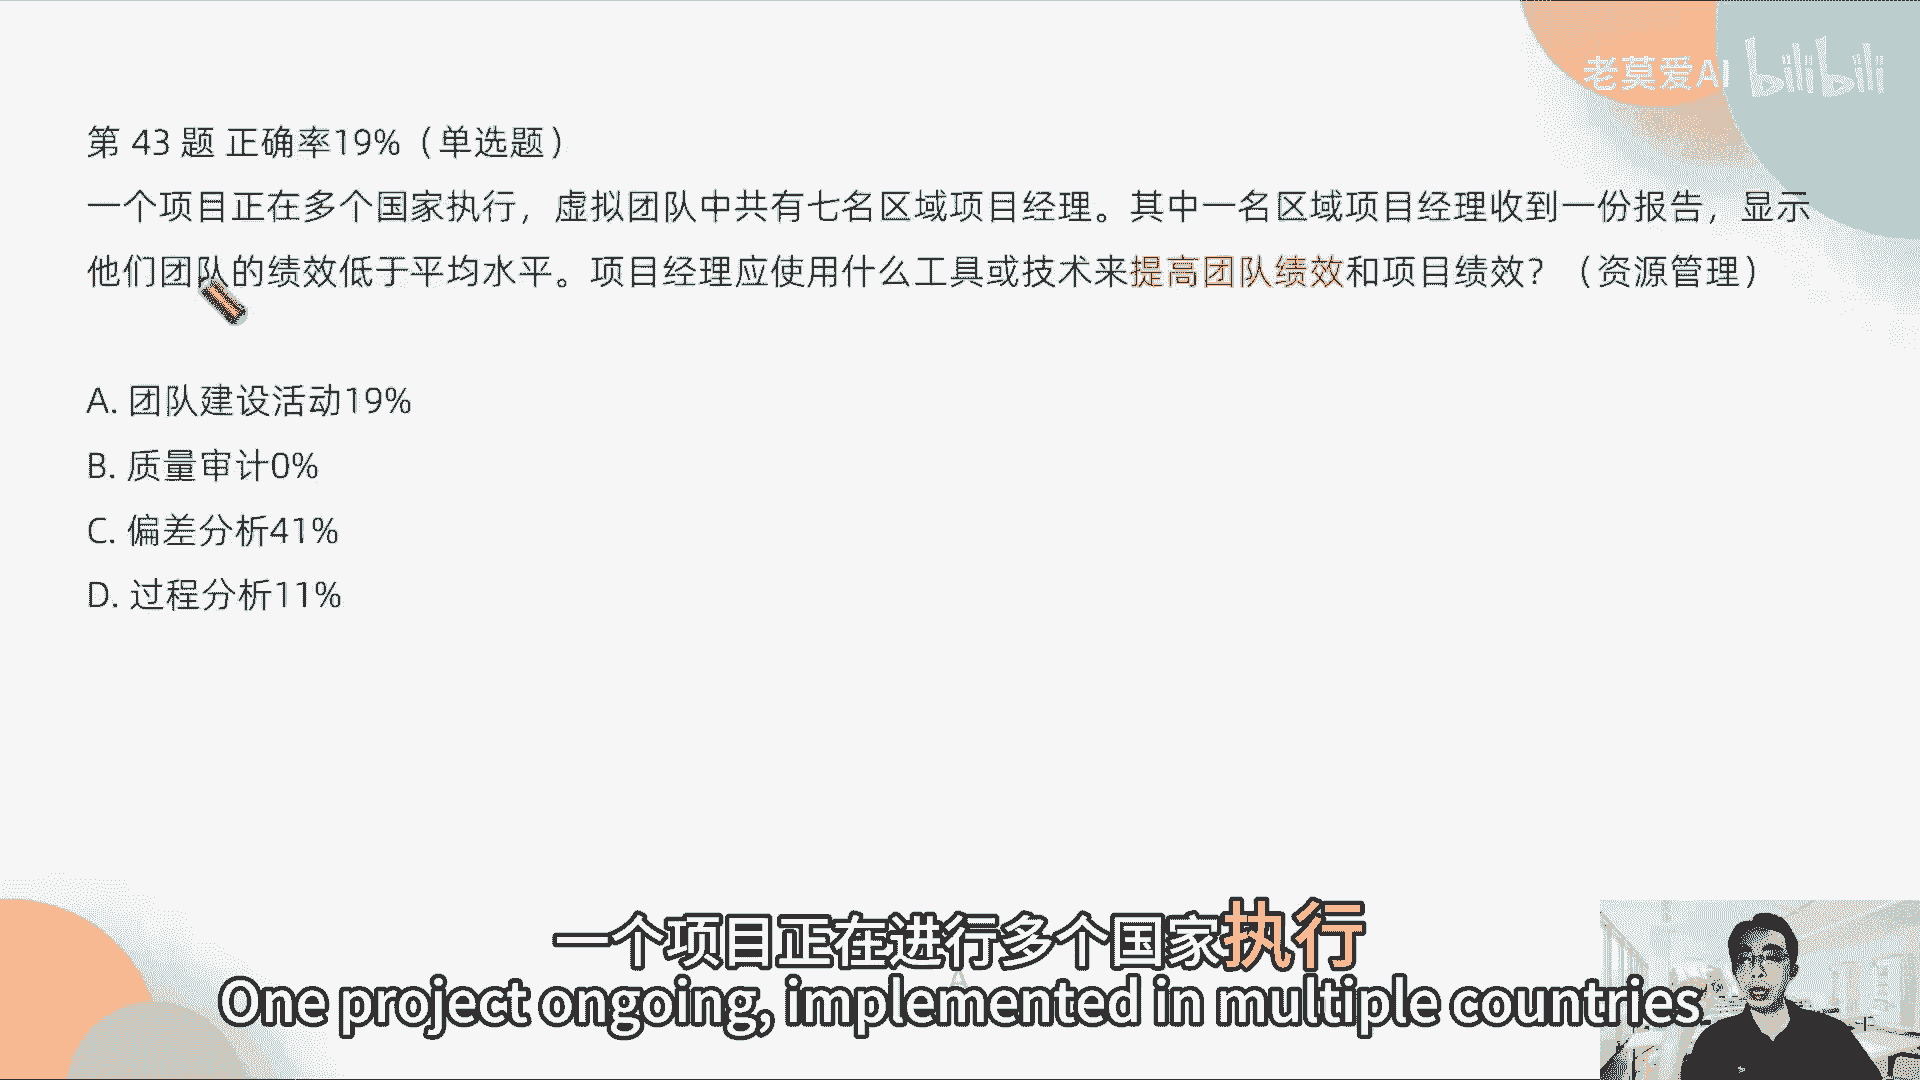 老莫爱AI bilibili
第 43 题 正确率19%（单选题）
一个项目正在多个国家执行，虚拟团队中共有七名区域项目经理。其中一名区域项目经理收到一份报告，显示
他们团队的绩效低于平均水平。项目经理应使用什么工具或技术来提高团队绩效和项目绩效？（资源管理）
A. 团队建设活动19%
B. 质量审计0%
C. 偏差分析41%
D. 过程分析11%
一个项目正在进行多个国家执行
One project ongoing, implemented in multiple countries